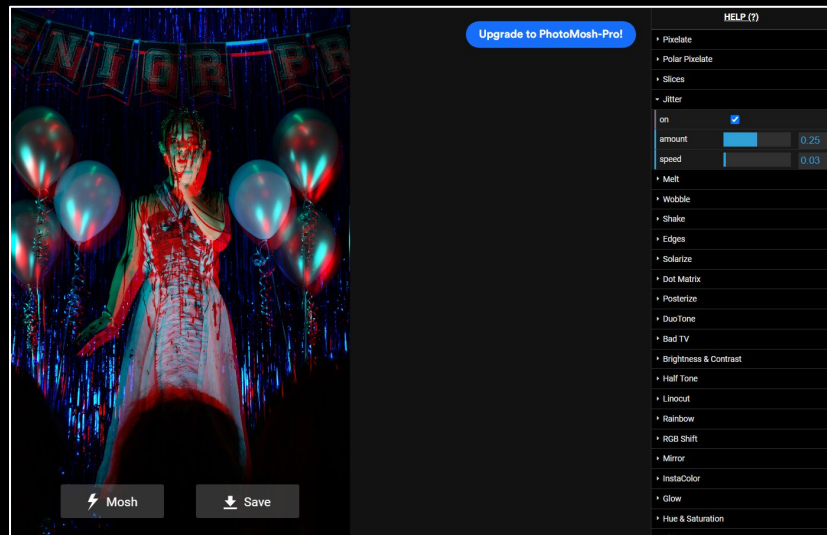 ENIOR PR
Upgrade to PhotoMosh-Pro!
Mosh
Save
HELP (?)
Pixelate
Polar Pixelate
Slices
Jitter
on
amount 0.25
speed 0.03
Melt
Wobble
Shake
Edges
Solarize
Dot Matrix
Posterize
DuoTone
Bad TV
Brightness & Contrast
Half Tone
Linocut
Rainbow
RGB Shift
Mirror
InstaColor
Glow
Hue & Saturation